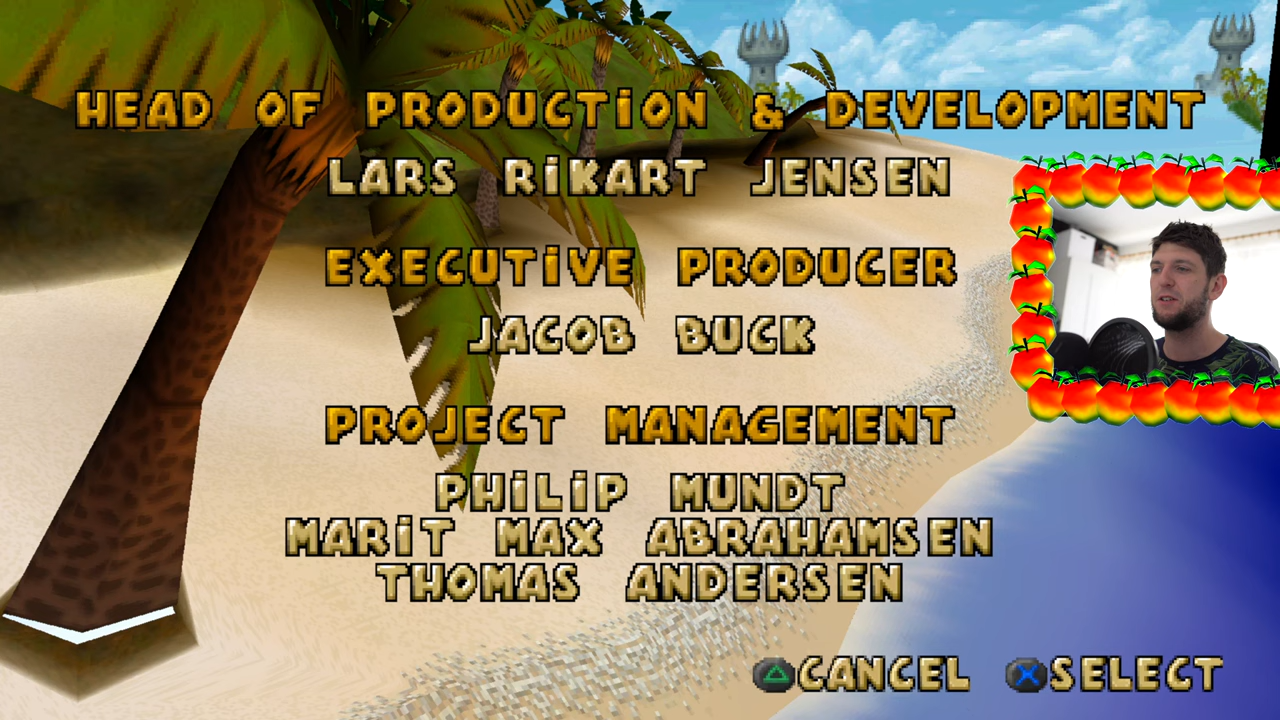 HEAD OF PRODUCTiON & DEVELOPMENT
LARS RiKART JENSEN
EXECUTiVE PRODUCER
JACOB BUCK
PROJECT MANAGEMENT
PHiLiP MUNDT
MARiT MAX ABRAHAMSEN
THOMAS ANDERSEN
CANCEL SELECT